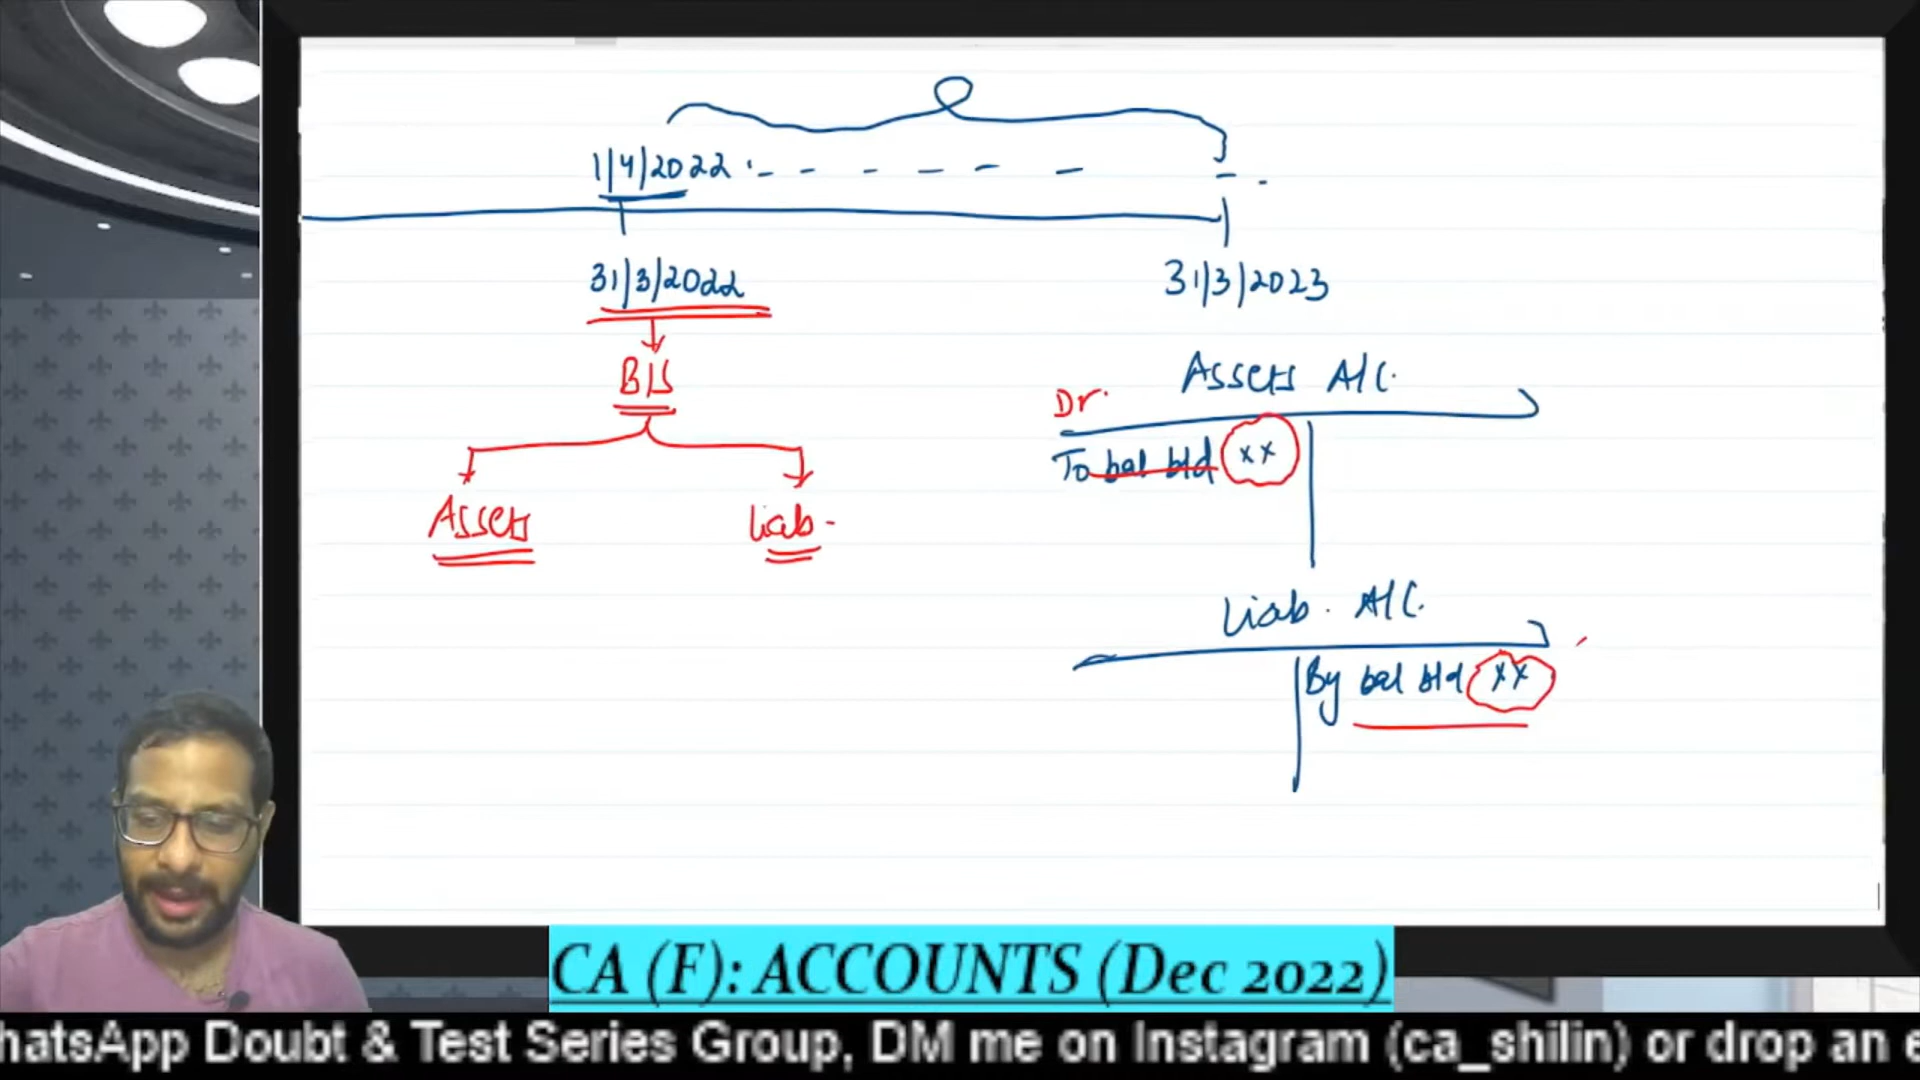 1/4/2022 - - - - - - - -
31/3/2022
31/3/2023
B/S
Assets
Liab.
Assets A/c.
Dr.
To bal b/d xx
Liab. A/c.
By bal b/d xx
CA (F): ACCOUNTS (Dec 2022)
hatsApp Doubt & Test Series Group, DM me on Instagram (ca_shilin) or drop an e